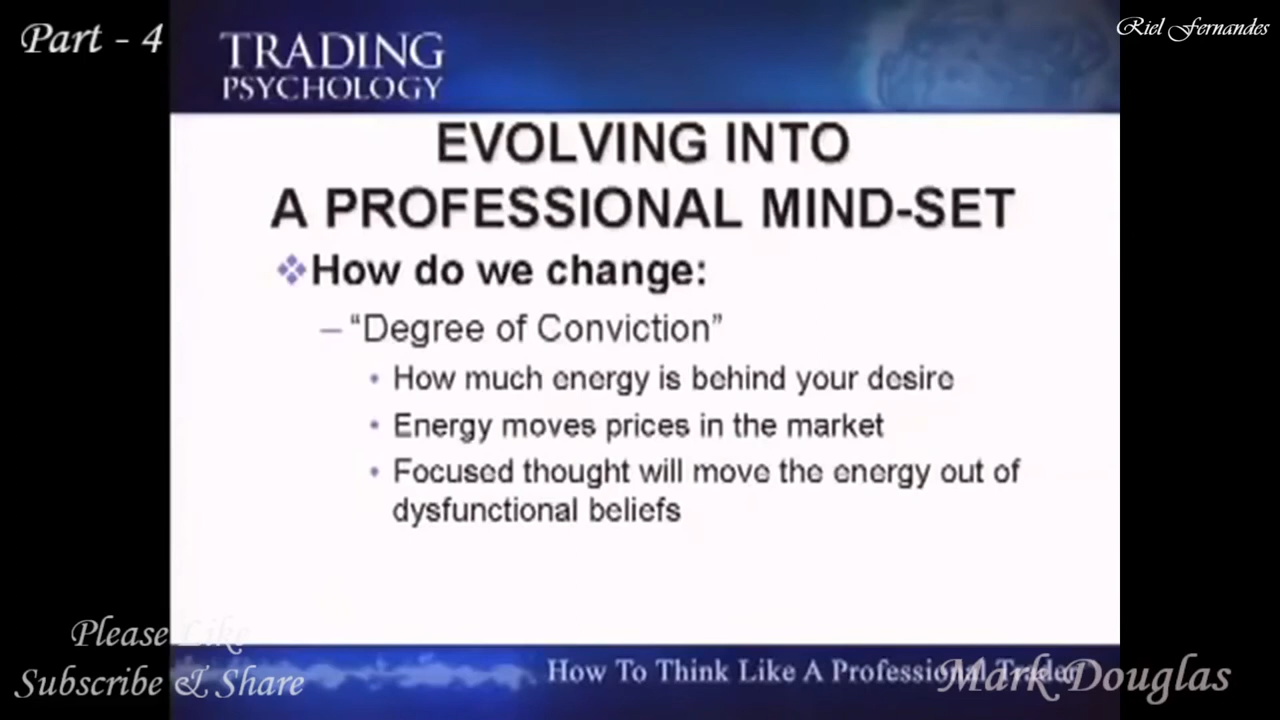 Part - 4
Riel Fernandes
TRADING
PSYCHOLOGY
EVOLVING INTO
A PROFESSIONAL MIND-SET
How do we change:
– “Degree of Conviction”
• How much energy is behind your desire
• Energy moves prices in the market
• Focused thought will move the energy out of
dysfunctional beliefs
Please Like
Subscribe & Share
How To Think Like A Professional Trader
Mark Douglas